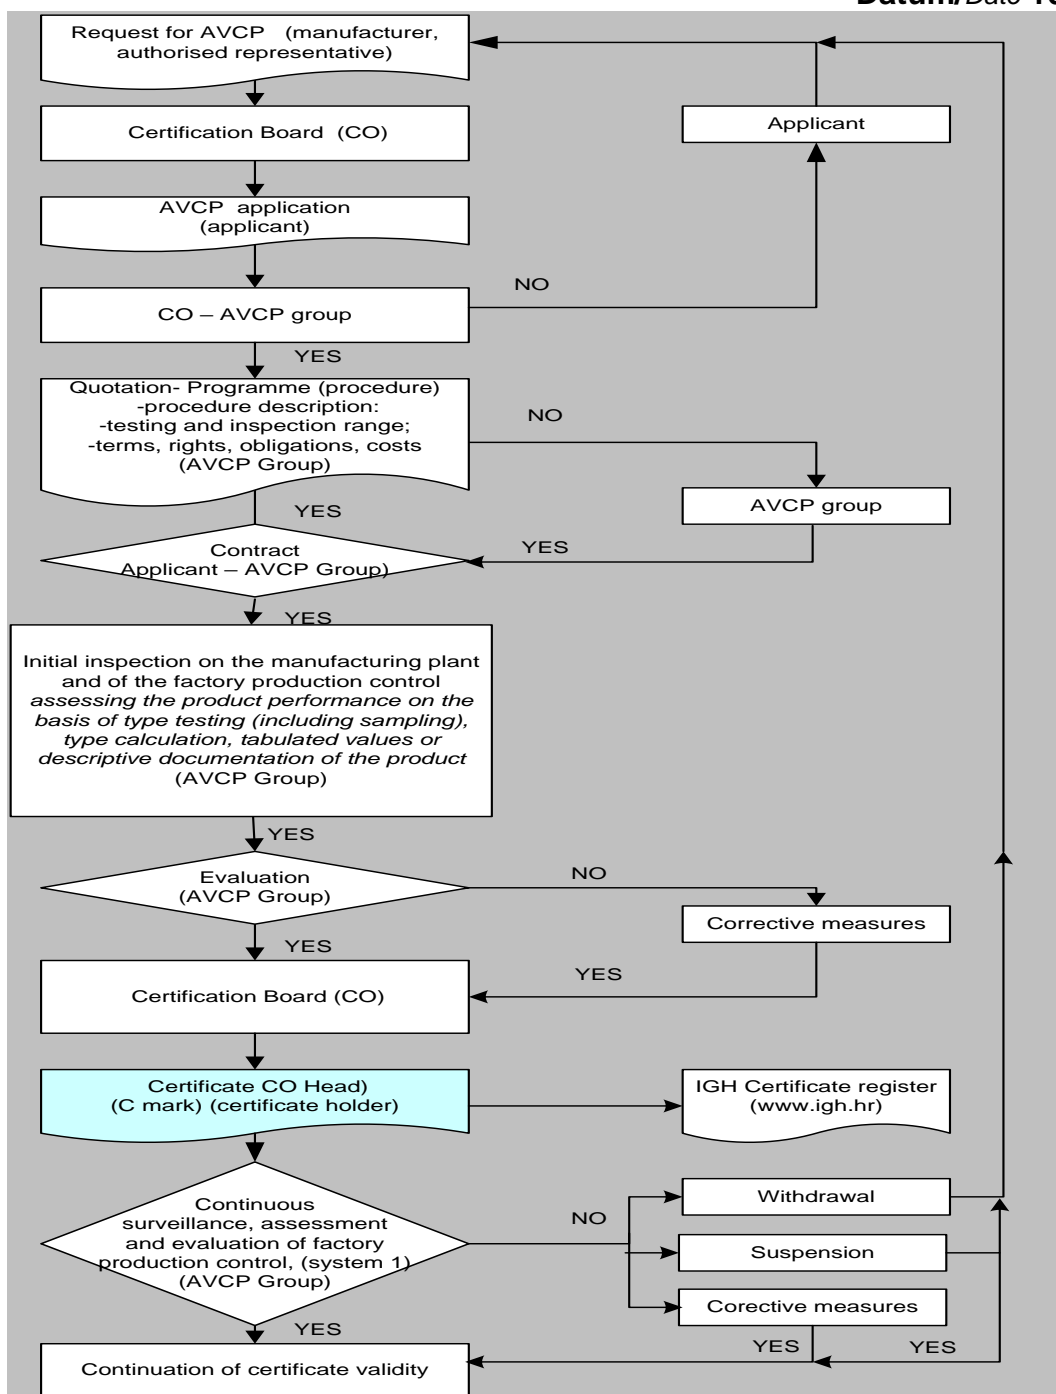 Datum/Date
Request for AVCP (manufacturer,
authorised representative)
Certification Board (CO)
Applicant
AVCP application
(applicant)
NO
CO – AVCP group
YES
Quotation- Programme (procedure)
-procedure description:
-testing and inspection range;
-terms, rights, obligations, costs
(AVCP Group)
NO
AVCP group
YES
Contract
Applicant – AVCP Group)
YES
YES
Initial inspection on the manufacturing plant
and of the factory production control
assessing the product performance on the
basis of type testing (including sampling),
type calculation, tabulated values or
descriptive documentation of the product
(AVCP Group)
YES
Evaluation
(AVCP Group)
NO
Corrective measures
YES
YES
Certification Board (CO)
Certificate CO Head)
(C mark) (certificate holder)
IGH Certificate register
(www.igh.hr)
Continuous
surveillance, assessment
and evaluation of factory
production control, (system 1)
(AVCP Group)
NO
Withdrawal
Suspension
Corective measures
YES
YES
YES
Continuation of certificate validity